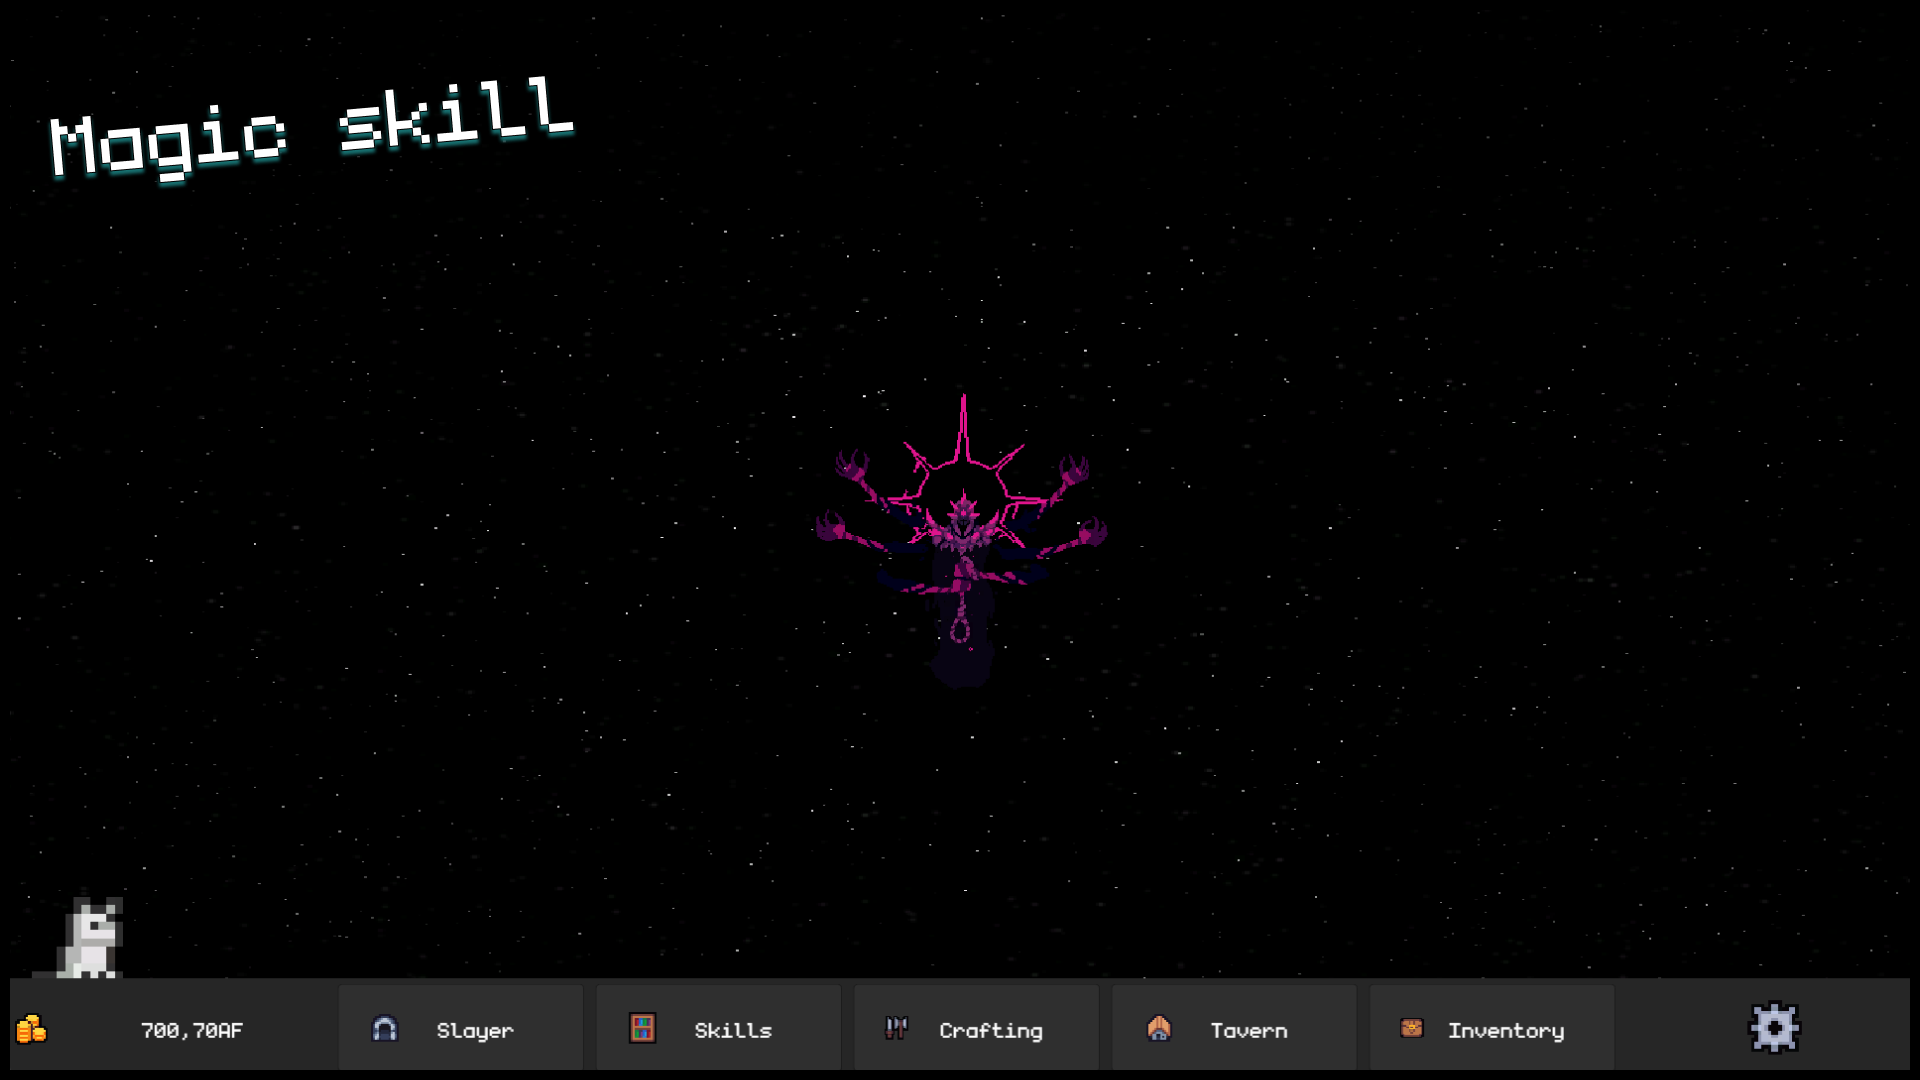 Magic skill
700,70AF
Slayer
Skills
Crafting
Tavern
Inventory